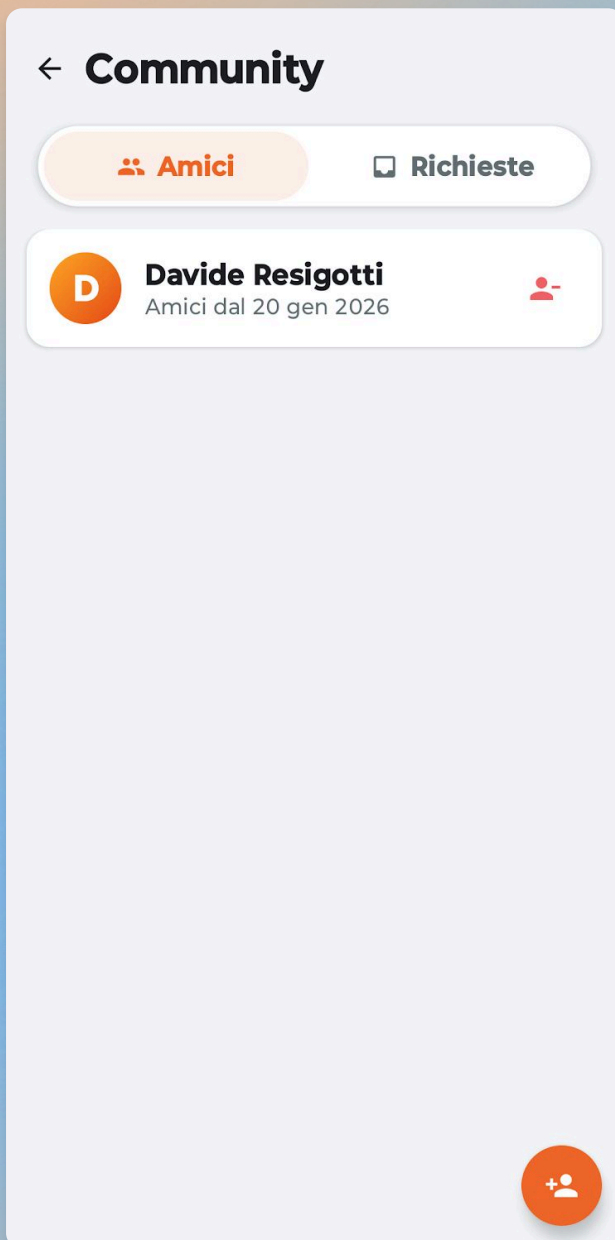 Community
Amici
Richieste
D
Davide Resigotti
Amici dal 20 gen 2026